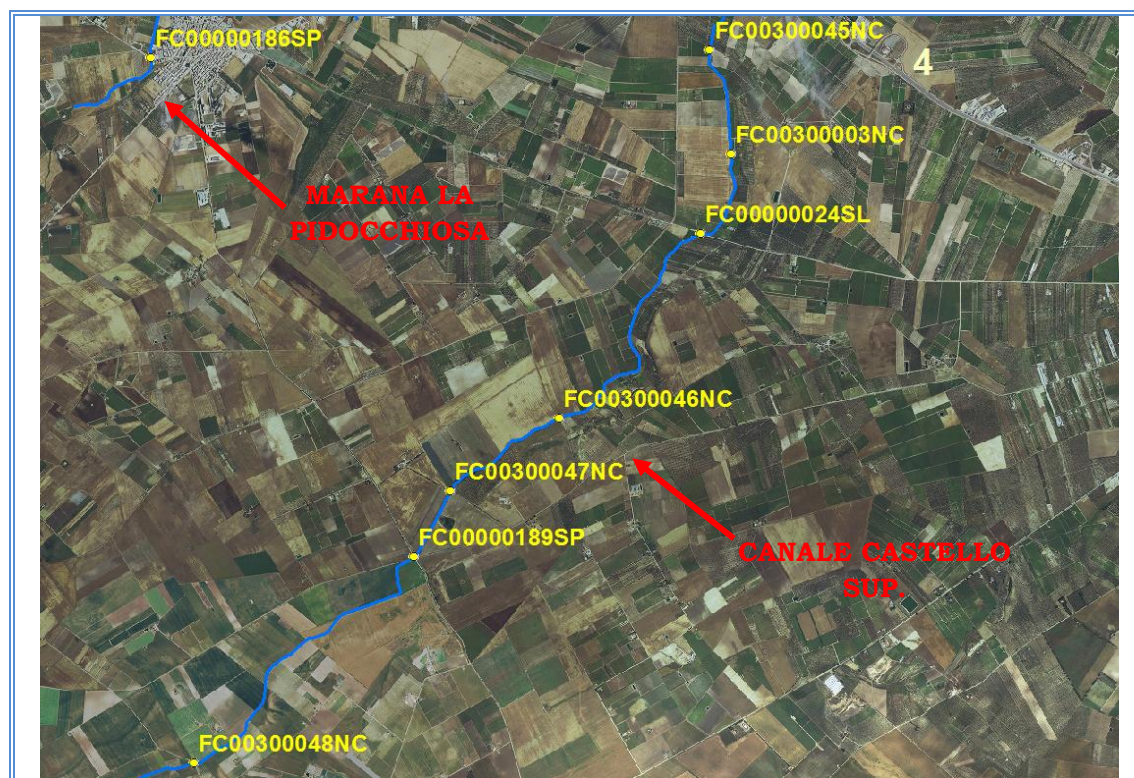 FC00000186SP
FC00300045NC
4
FC00300003NC
MARANA LA
PIDOCCHIOSA
FC00000024SL
FC00300046NC
FC00300047NC
FC00000189SP
CANALE CASTELLO
SUP.
FC00300048NC